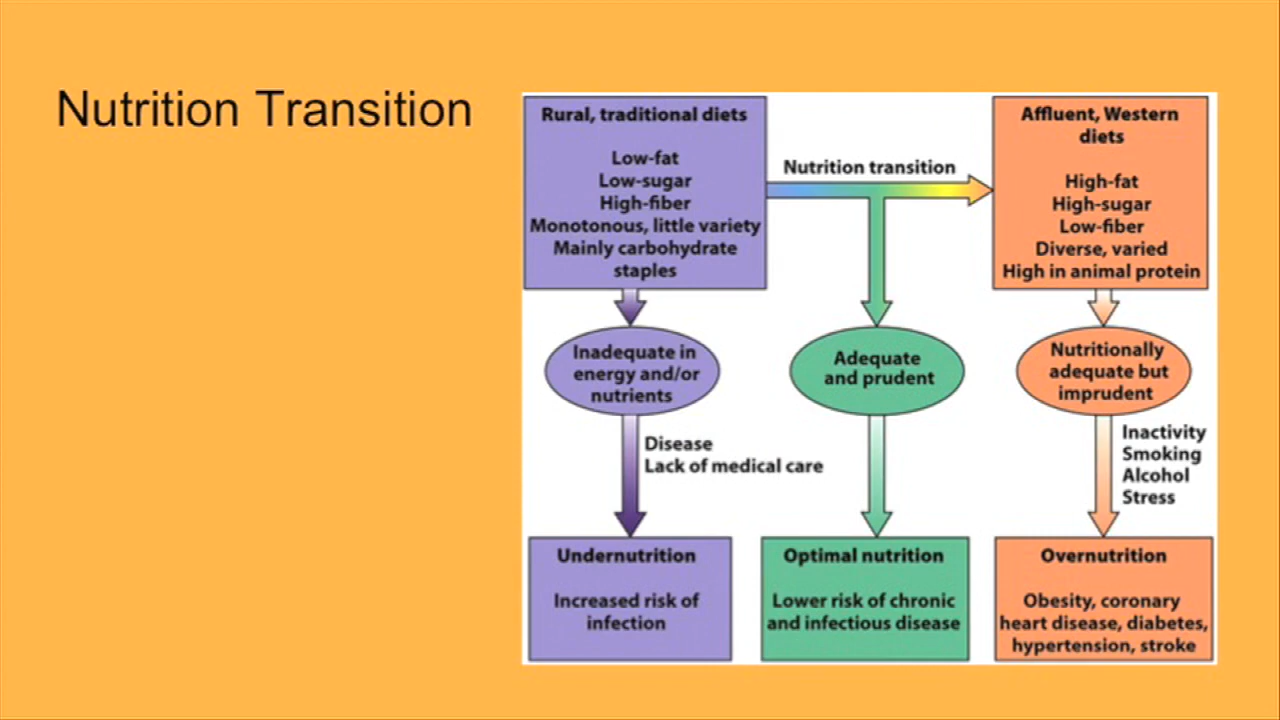 Nutrition Transition
Rural, traditional diets
Low-fat
Low-sugar
High-fiber
Monotonous, little variety
Mainly carbohydrate
staples
Nutrition transition
Affluent, Western
diets
High-fat
High-sugar
Low-fiber
Diverse, varied
High in animal protein
Inadequate in
energy and/or
nutrients
Adequate
and prudent
Nutritionally
adequate but
imprudent
Disease
Lack of medical care
Inactivity
Smoking
Alcohol
Stress
Undernutrition
Increased risk of
infection
Optimal nutrition
Lower risk of chronic
and infectious disease
Overnutrition
Obesity, coronary
heart disease, diabetes,
hypertension, stroke